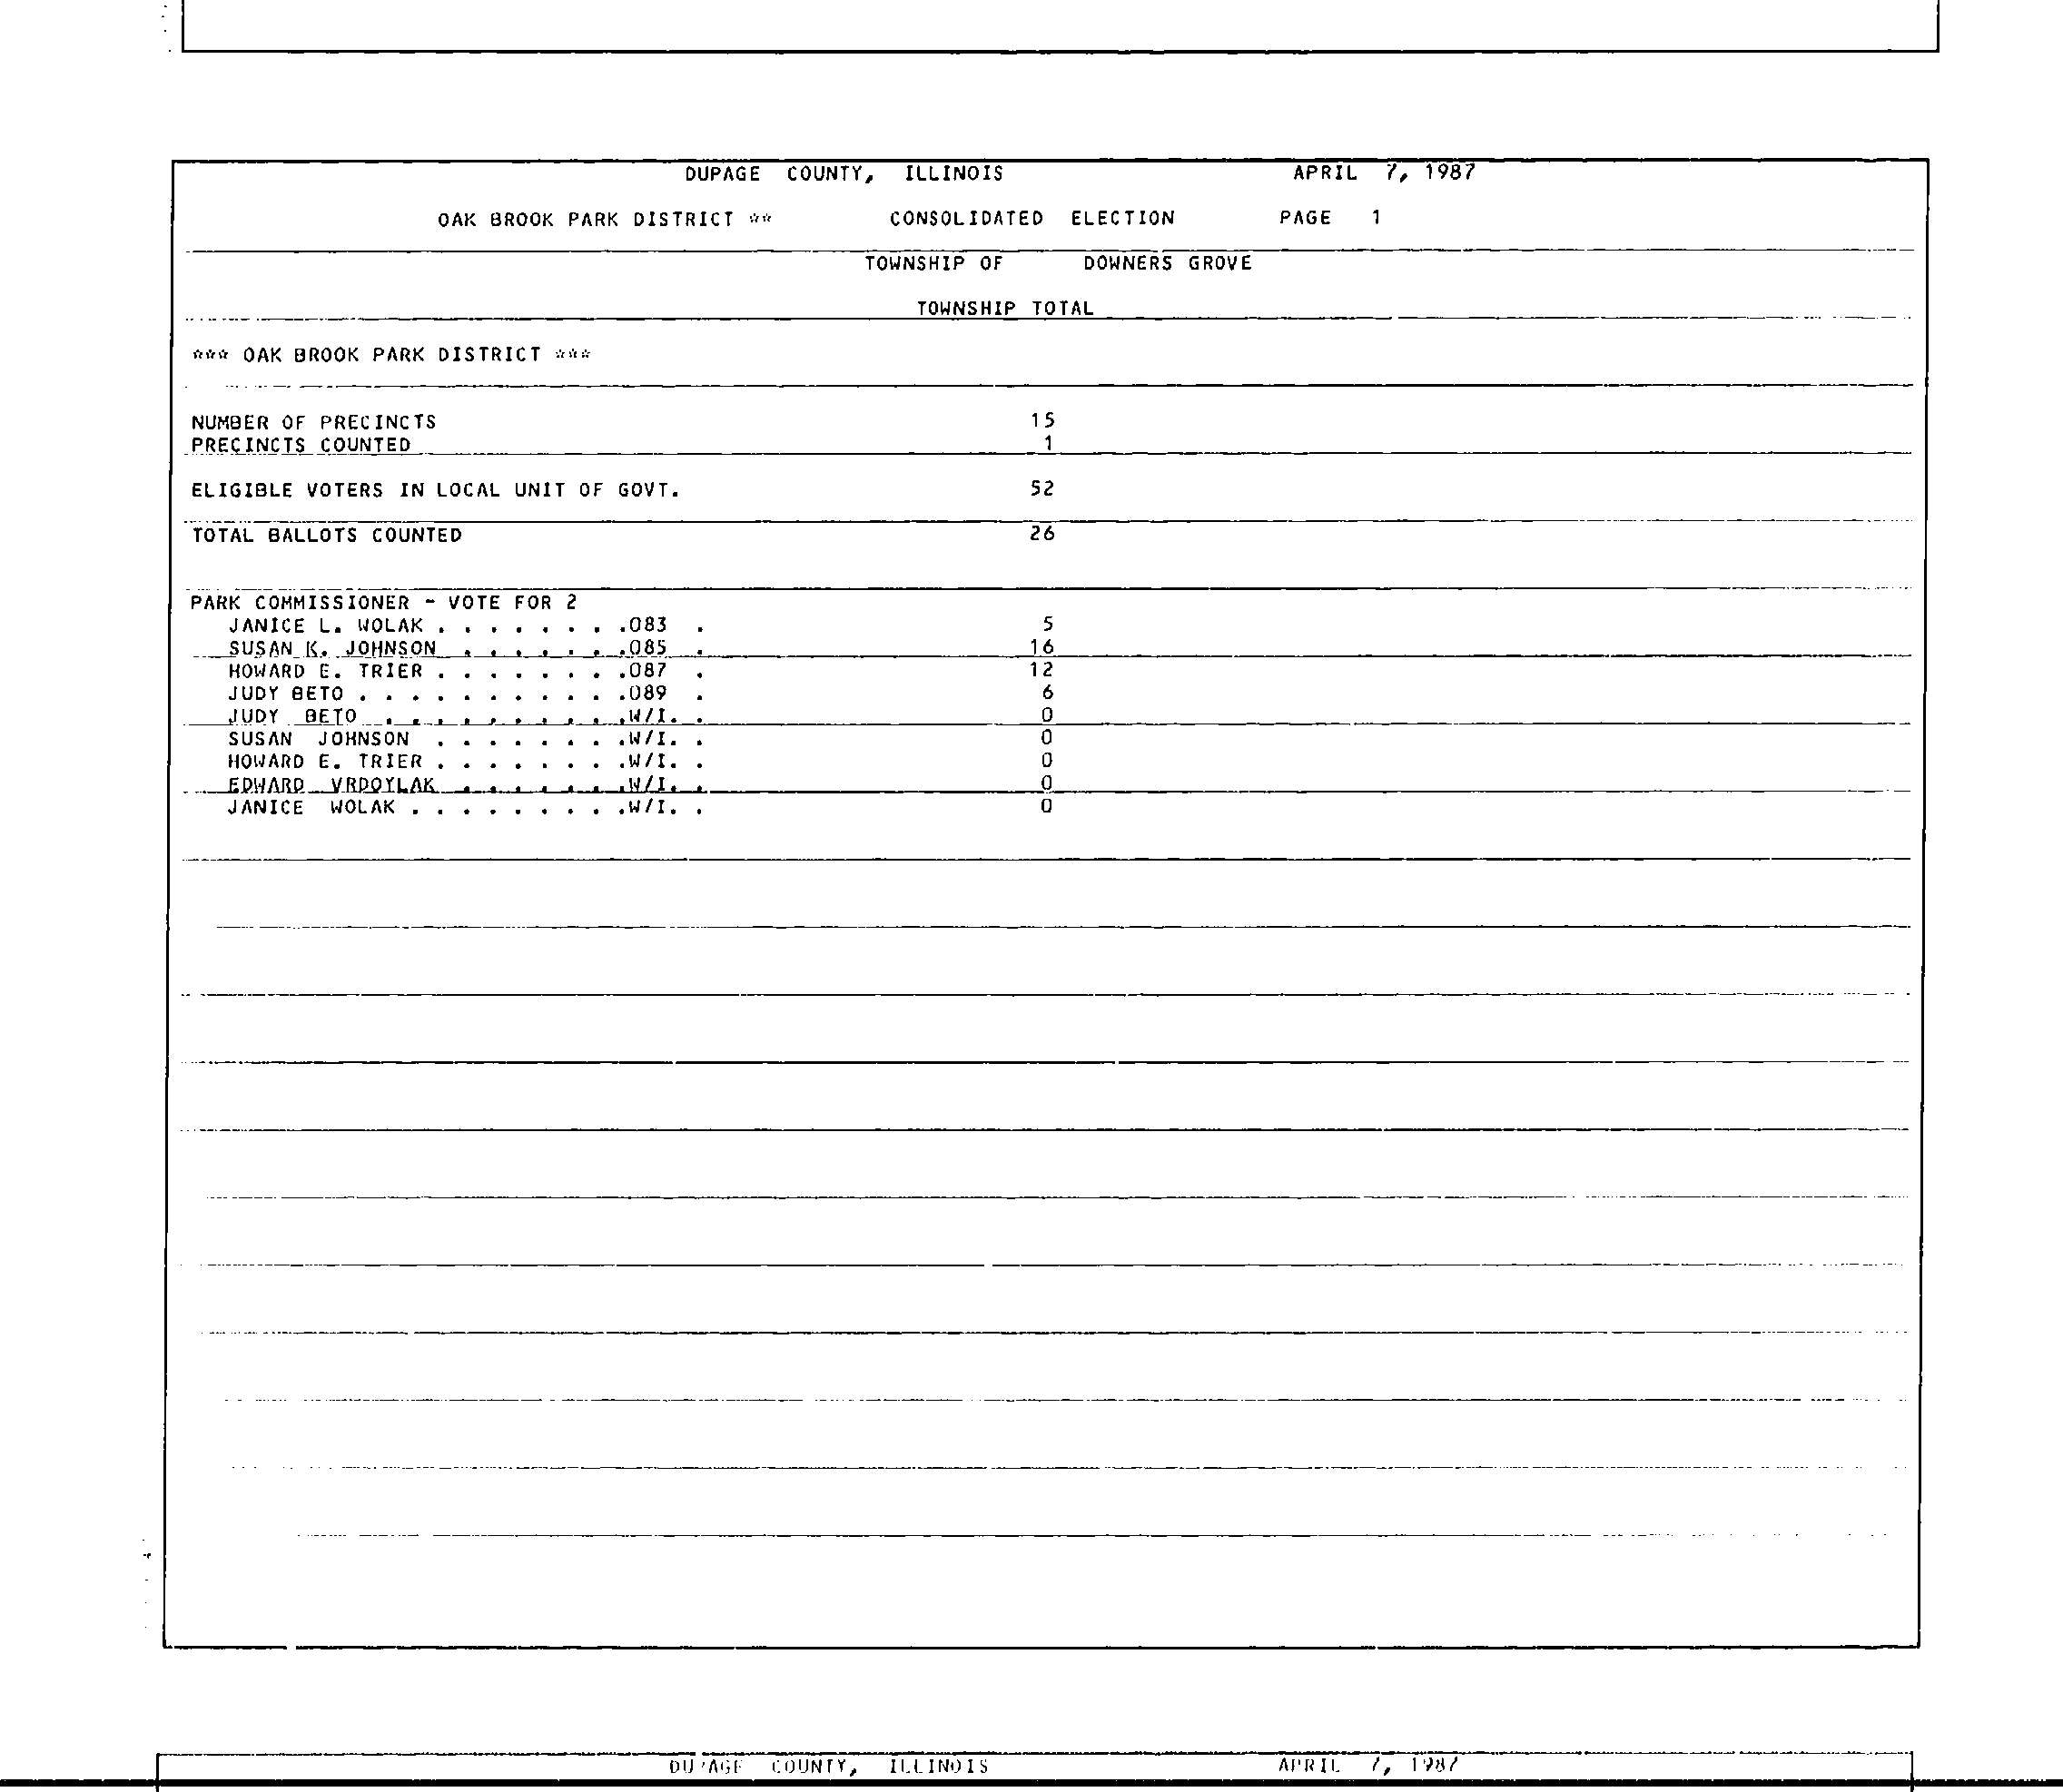 DUPAGE COUNTY, ILLINOIS APRIL 7, 1987
OAK BROOK PARK DISTRICT ** CONSOLIDATED ELECTION PAGE 1
TOWNSHIP OF DOWNERS GROVE
TOWNSHIP TOTAL
*** OAK BROOK PARK DISTRICT ***
NUMBER OF PRECINCTS 15
PRECINCTS COUNTED 1
ELIGIBLE VOTERS IN LOCAL UNIT OF GOVT. 52
TOTAL BALLOTS COUNTED 26
PARK COMMISSIONER - VOTE FOR 2
JANICE L. WOLAK . . . . . . . .083 . 5
SUSAN K. JOHNSON . . . . . . .085 . 16
HOWARD E. TRIER . . . . . . . .087 . 12
JUDY BETO . . . . . . . . . . .089 . 6
JUDY BETO . . . . . . . . . .W/I. . 0
SUSAN JOHNSON . . . . . . . .W/I. . 0
HOWARD E. TRIER . . . . . . . .W/I. . 0
EDWARD VRDOYLAK . . . . . . .W/I. . 0
JANICE WOLAK . . . . . . . . .W/I. . 0
DUPAGE COUNTY, ILLINOIS APRIL 7, 1987